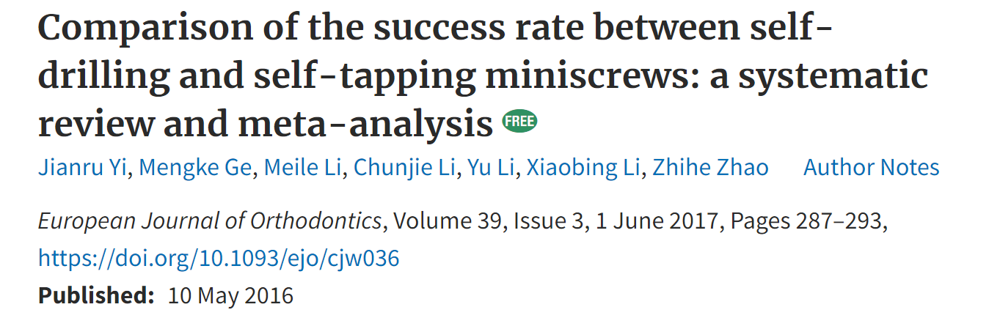 Comparison of the success rate between self-
drilling and self-tapping miniscrews: a systematic
review and meta-analysis FREE
Jianru Yi, Mengke Ge, Meile Li, Chunjie Li, Yu Li, Xiaobing Li, Zhihe Zhao Author Notes
European Journal of Orthodontics, Volume 39, Issue 3, 1 June 2017, Pages 287–293,
https://doi.org/10.1093/ejo/cjw036
Published: 10 May 2016